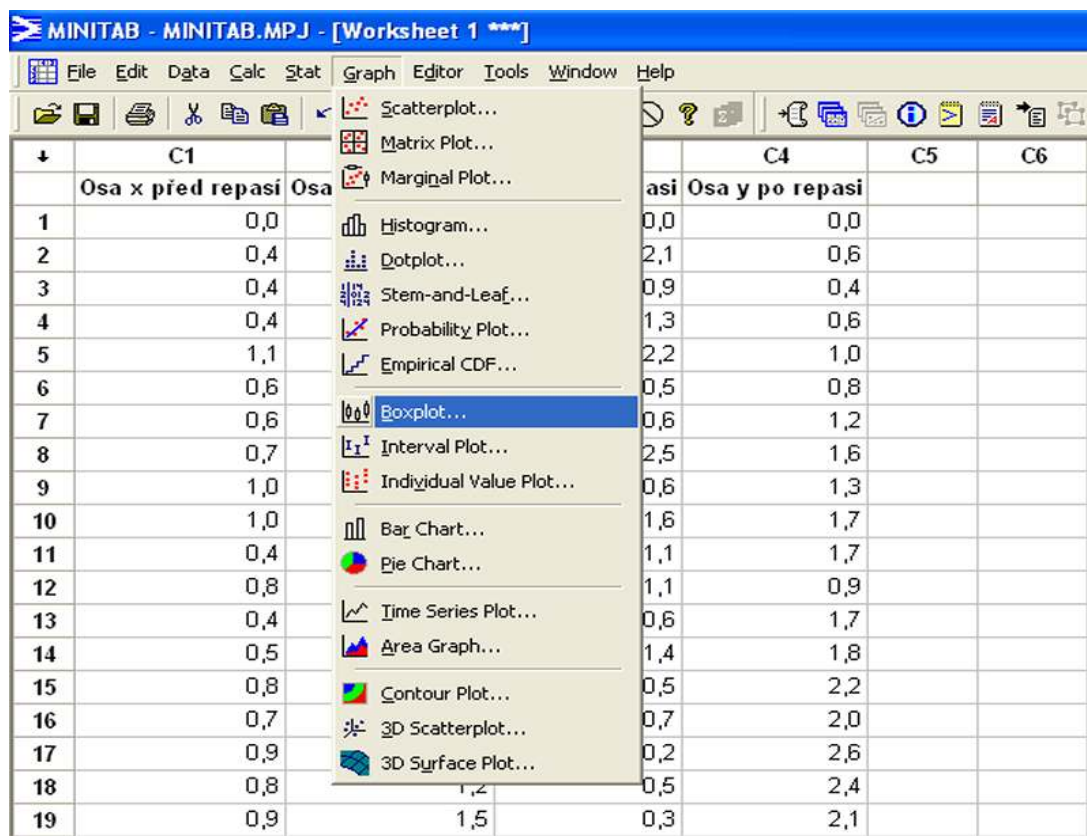 MINITAB - MINITAB.MPJ - [Worksheet 1 ***]
File Edit Data Calc Stat Graph Editor Tools Window Help
Scatterplot...
Matrix Plot...
Marginal Plot...
Histogram...
Dotplot...
Stem-and-Leaf...
Probability Plot...
Empirical CDF...
Boxplot...
Interval Plot...
Individual Value Plot...
Bar Chart...
Pie Chart...
Time Series Plot...
Area Graph...
Contour Plot...
3D Scatterplot...
3D Surface Plot...
C1 C4 C5 C6
Osa x před repasí Osa asi Osa y po repasi
1 0,0 0,0 0,0
2 0,4 2,1 0,6
3 0,4 0,9 0,4
4 0,4 1,3 0,6
5 1,1 2,2 1,0
6 0,6 0,5 0,8
7 0,6 0,6 1,2
8 0,7 2,5 1,6
9 1,0 0,6 1,3
10 1,0 1,6 1,7
11 0,4 1,1 1,7
12 0,8 1,1 0,9
13 0,4 0,6 1,7
14 0,5 1,4 1,8
15 0,8 0,5 2,2
16 0,7 0,7 2,0
17 0,9 0,2 2,6
18 0,8 1,2 0,5 2,4
19 0,9 1,5 0,3 2,1